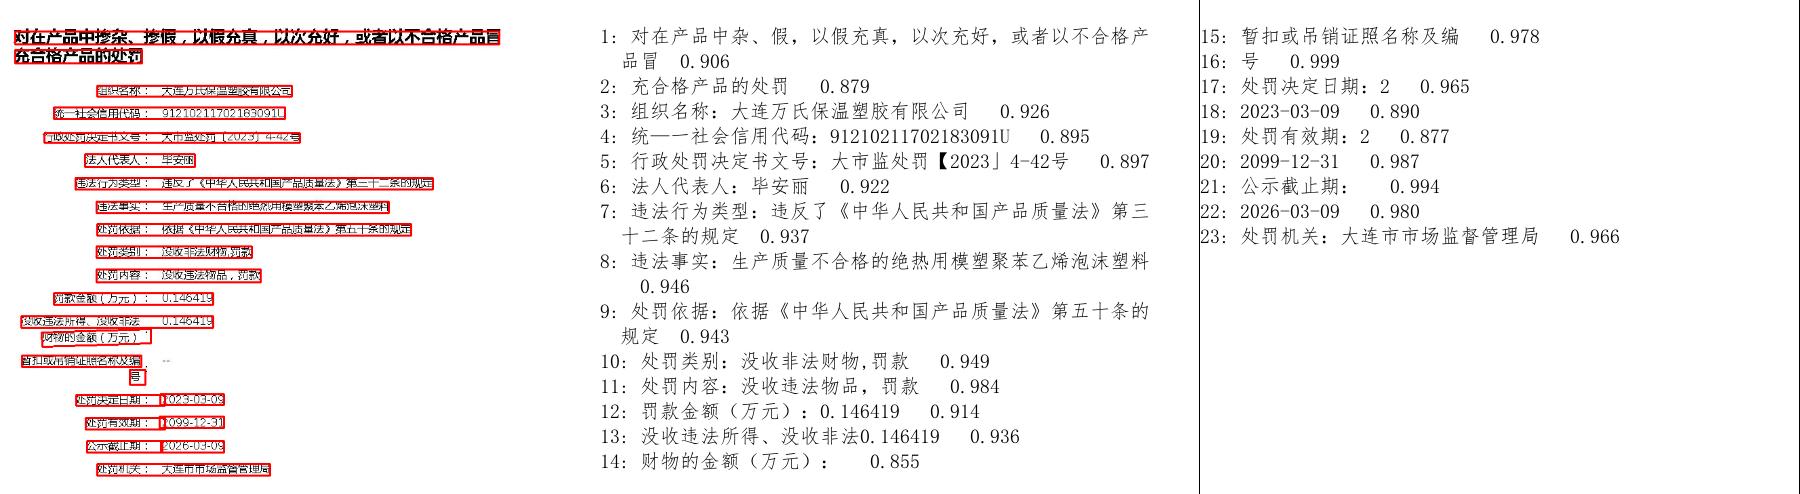 对在产品中掺杂、掺假，以假充真，以次充好，或者以不合格产品冒
充合格产品的处罚
组织名称： 大连万氏保温塑胶有限公司
统一社会信用代码： 91210211702183091U
行政处罚决定书文号： 大市监处罚〔2023〕4-42号
法人代表人： 毕安丽
违法行为类型： 违反了《中华人民共和国产品质量法》第三十二条的规定
违法事实： 生产质量不合格的绝热用模塑聚苯乙烯泡沫塑料
处罚依据： 依据《中华人民共和国产品质量法》第五十条的规定
处罚类别： 没收非法财物,罚款
处罚内容： 没收违法物品，罚款
罚款金额（万元）： 0.146419
没收违法所得、没收非法 0.146419
财物的金额（万元）：
暂扣或吊销证照名称及编 --
号：
处罚决定日期： 2023-03-09
处罚有效期： 2099-12-31
公示截止期： 2026-03-09
处罚机关： 大连市市场监督管理局
1: 对在产品中杂、假，以假充真，以次充好，或者以不合格产
品冒 0.906
2: 充合格产品的处罚 0.879
3: 组织名称：大连万氏保温塑胶有限公司 0.926
4: 统一一社会信用代码：91210211702183091U 0.895
5: 行政处罚决定书文号：大市监处罚【2023」4-42号 0.897
6: 法人代表人：毕安丽 0.922
7: 违法行为类型：违反了《中华人民共和国产品质量法》第三
十二条的规定 0.937
8: 违法事实：生产质量不合格的绝热用模塑聚苯乙烯泡沫塑料
0.946
9: 处罚依据：依据《中华人民共和国产品质量法》第五十条的
规定 0.943
10: 处罚类别：没收非法财物,罚款 0.949
11: 处罚内容：没收违法物品，罚款 0.984
12: 罚款金额（万元）：0.146419 0.914
13: 没收违法所得、没收非法0.146419 0.936
14: 财物的金额（万元）： 0.855
15: 暂扣或吊销证照名称及编 0.978
16: 号 0.999
17: 处罚决定日期：2 0.965
18: 2023-03-09 0.890
19: 处罚有效期：2 0.877
20: 2099-12-31 0.987
21: 公示截止期： 0.994
22: 2026-03-09 0.980
23: 处罚机关：大连市市场监督管理局 0.966